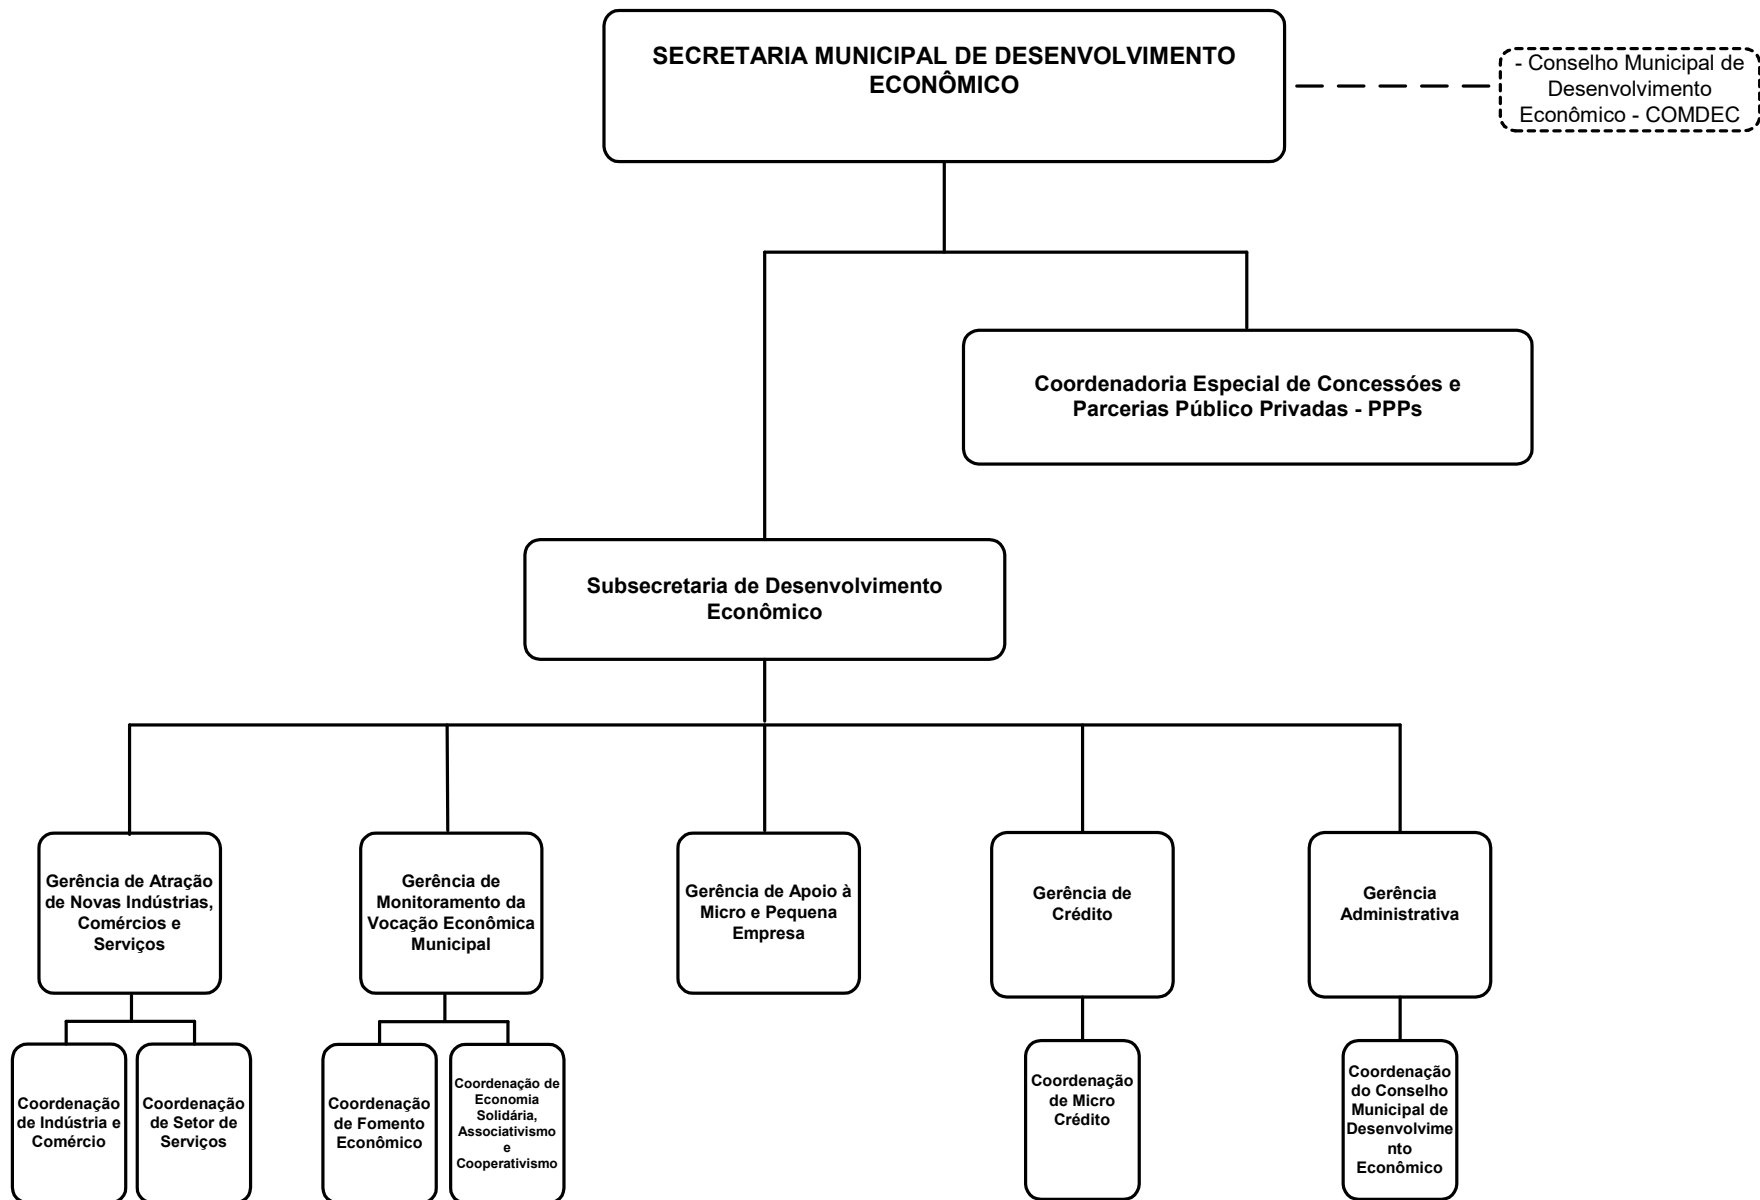 SECRETARIA MUNICIPAL DE DESENVOLVIMENTO
ECONÔMICO
- Conselho Municipal de
Desenvolvimento
Econômico - COMDEC
Coordenadoria Especial de Concessóes e
Parcerias Público Privadas - PPPs
Subsecretaria de Desenvolvimento
Econômico
Gerência de Atração
de Novas Indústrias,
Comércios e
Serviços
Gerência de
Monitoramento da
Vocação Econômica
Municipal
Gerência de Apoio à
Micro e Pequena
Empresa
Gerência de
Crédito
Gerência
Administrativa
Coordenação
de Indústria e
Comércio
Coordenação
de Setor de
Serviços
Coordenação
de Fomento
Econômico
Coordenação de
Economia
Solidária,
Associativismo
e
Cooperativismo
Coordenação
de Micro
Crédito
Coordenação
do Conselho
Municipal de
Desenvolvime
nto
Econômico